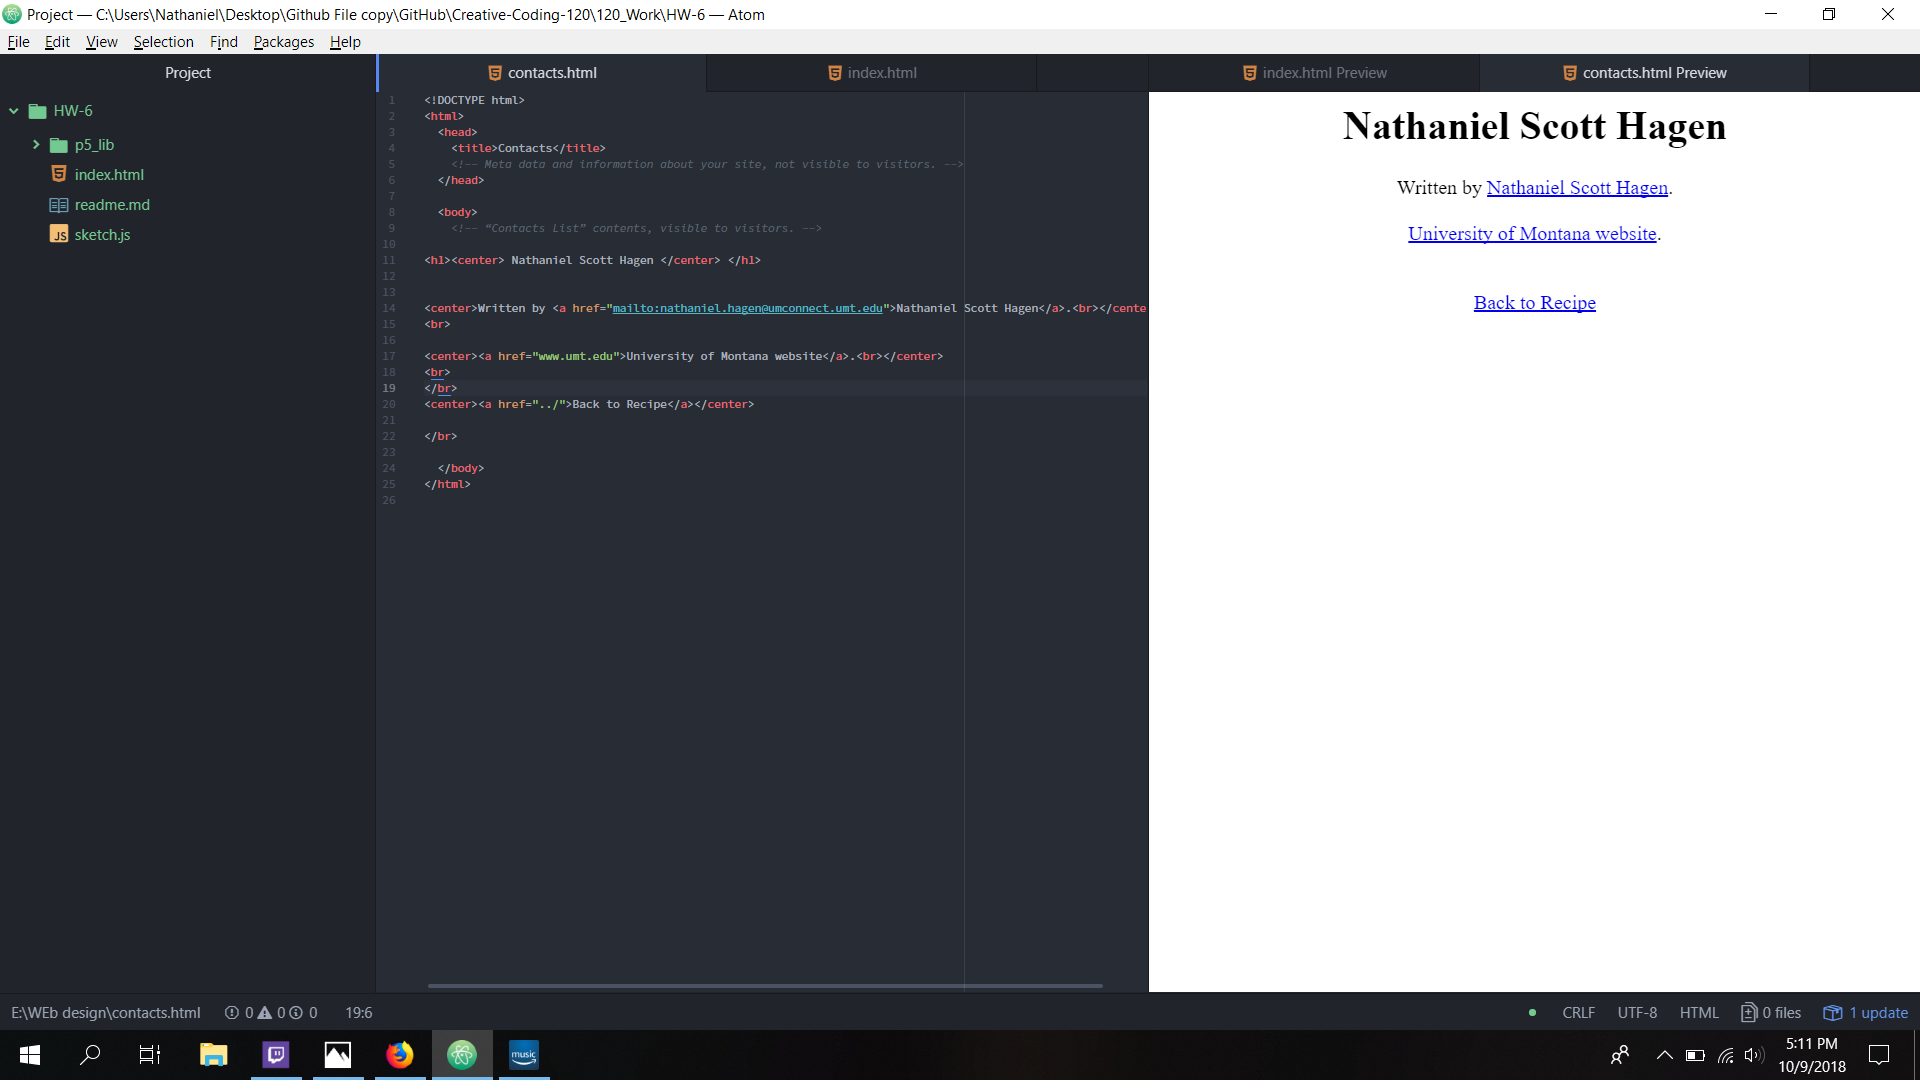 Project — C:\Users\Nathaniel\Desktop\Github File copy\GitHub\Creative-Coding-120\120_Work\HW-6 — Atom
File Edit View Selection Find Packages Help
Project
contacts.html
index.html
index.html Preview
contacts.html Preview
HW-6
p5_lib
index.html
readme.md
sketch.js
1 <!DOCTYPE html>
2 <html>
3 <head>
4 <title>Contacts</title>
5 <!-- Meta data and information about your site, not visible to visitors. -->
6 </head>
7
8 <body>
9 <!-- “Contacts List” contents, visible to visitors. -->
10
11 <h1><center> Nathaniel Scott Hagen </center> </h1>
12
13
14 <center>Written by <a href="mailto:nathaniel.hagen@umconnect.umt.edu">Nathaniel Scott Hagen</a>.<br></cente
15 <br>
16
17 <center><a href="www.umt.edu">University of Montana website</a>.<br></center>
18 <br>
19 </br>
20 <center><a href="../">Back to Recipe</a></center>
21
22 </br>
23
24 </body>
25 </html>
26
Nathaniel Scott Hagen
Written by Nathaniel Scott Hagen.
University of Montana website.
Back to Recipe
E:\WEb design\contacts.html 0 0 0 19:6
CRLF UTF-8 HTML 0 files 1 update
JS
music
5:11 PM
10/9/2018